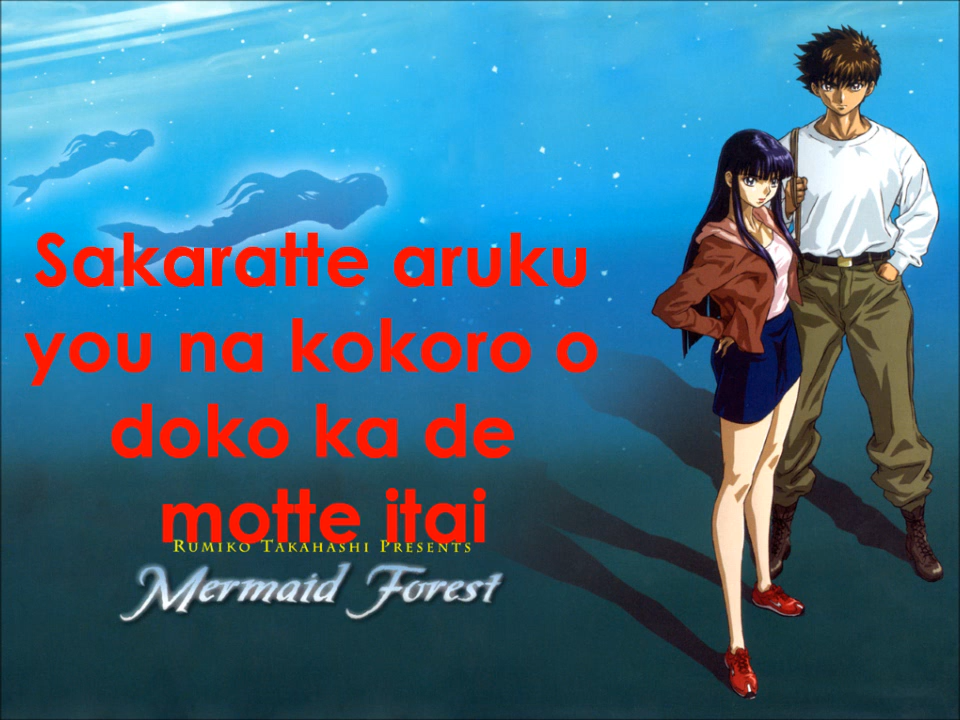 Sakaratte aruku
you na kokoro o
doko ka de
motte itai
RUMIKO TAKAHASHI PRESENTS
Mermaid Forest